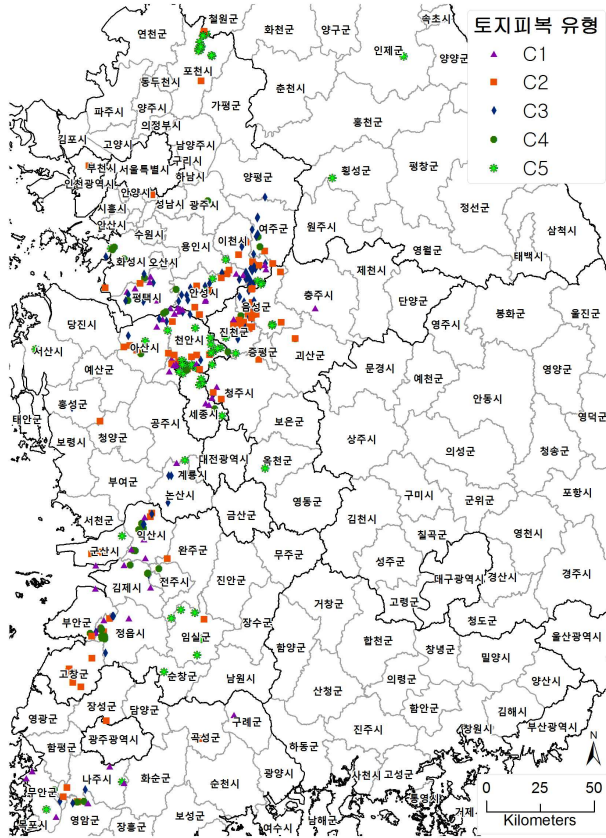 토지피복 유형
C1
C2
C3
C4
C5
철원군
연천군
화천군
양구군
속초시
인제군
양양군
포천시
동두천시
춘천시
가평군
파주시
양주시
의정부시
홍천군
김포시
고양시
남양주시
구리시
부천시
서울특별시
하남시
양평군
횡성군
평창군
인천광역시
안양시
성남시
광주시
정선군
시흥시
안산시
수원시
여주군
원주시
삼척시
이천시
용인시
영월군
태백시
화성시
오산시
제천시
평택시
안성시
충주시
단양군
음성군
봉화군
울진군
영주시
당진시
진천군
천안시
아산시
증평군
괴산군
서산시
예산군
문경시
예천군
영양군
청주시
안동시
홍성군
공주시
세종시
보은군
영덕군
태안군
보령시
청양군
상주시
의성군
청송군
대전광역시
옥천군
계룡시
부여군
논산시
영동군
구미시
군위군
포항시
서천군
금산군
김천시
칠곡군
영천시
익산시
군산시
완주군
무주군
성주군
대구광역시
경산시
경주시
김제시
전주시
진안군
고령군
거창군
청도군
부안군
정읍시
임실군
장수군
함양군
합천군
창녕군
밀양시
울산광역시
고창군
순창군
남원시
산청군
의령군
양산시
장성군
담양군
함안군
김해시
영광군
구례군
진주시
창원시
부산광역시
함평군
광주광역시
곡성군
하동군
나주시
화순군
순천시
광양시
사천시
고성군
무안군
통영시
거제
목포시
영암군
장흥군
보성군
여수시
남해군
N
0 25 50
Kilometers